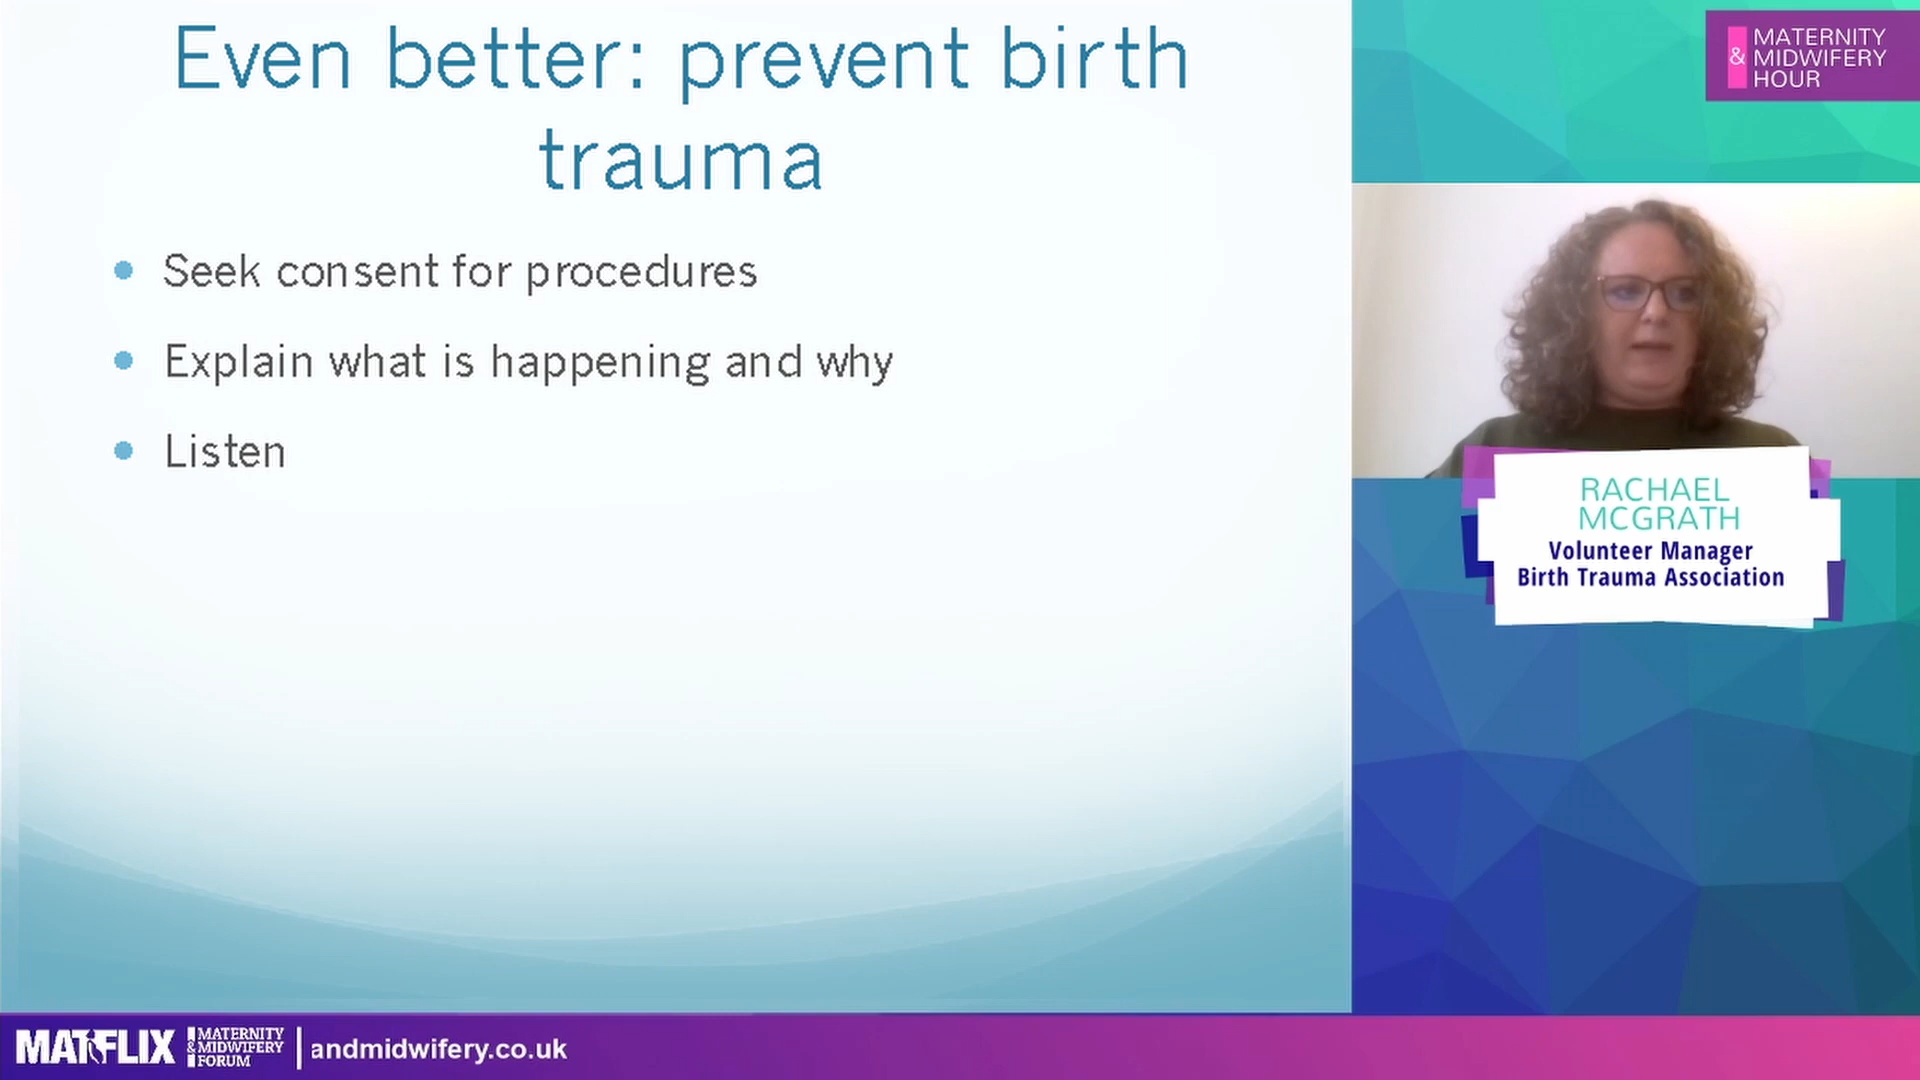 Even better: prevent birth
trauma
• Seek consent for procedures
• Explain what is happening and why
• Listen
&
MATERNITY
MIDWIFERY
HOUR
RACHAEL
MCGRATH
Volunteer Manager
Birth Trauma Association
MATFLIX
MATERNITY
&MIDWIFERY
FORUM
andmidwifery.co.uk